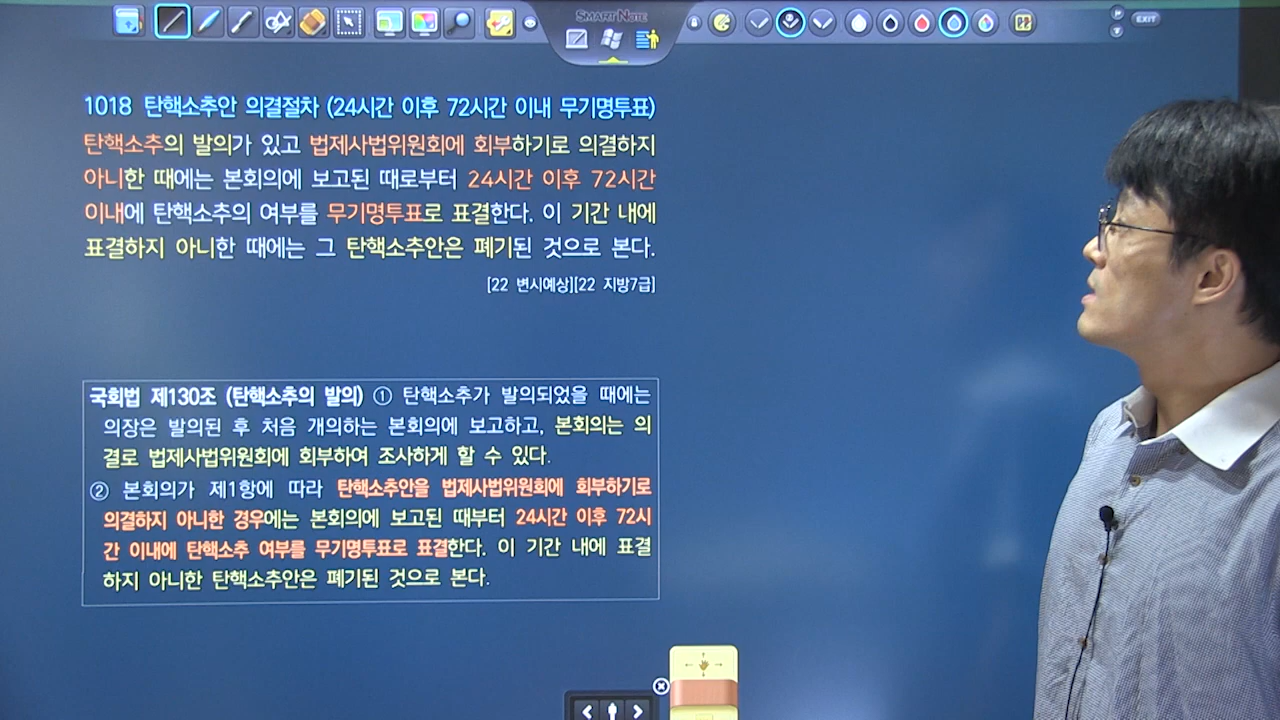 SMART NOTE
EXIT
1018 탄핵소추안 의결절차 (24시간 이후 72시간 이내 무기명투표)
탄핵소추의 발의가 있고 법제사법위원회에 회부하기로 의결하지
아니한 때에는 본회의에 보고된 때로부터 24시간 이후 72시간
이내에 탄핵소추의 여부를 무기명투표로 표결한다. 이 기간 내에
표결하지 아니한 때에는 그 탄핵소추안은 폐기된 것으로 본다.
[22 변시예상][22 지방7급]
국회법 제130조 (탄핵소추의 발의) ① 탄핵소추가 발의되었을 때에는
의장은 발의된 후 처음 개의하는 본회의에 보고하고, 본회의는 의
결로 법제사법위원회에 회부하여 조사하게 할 수 있다.
② 본회의가 제1항에 따라 탄핵소추안을 법제사법위원회에 회부하기로
의결하지 아니한 경우에는 본회의에 보고된 때부터 24시간 이후 72시
간 이내에 탄핵소추 여부를 무기명투표로 표결한다. 이 기간 내에 표결
하지 아니한 탄핵소추안은 폐기된 것으로 본다.